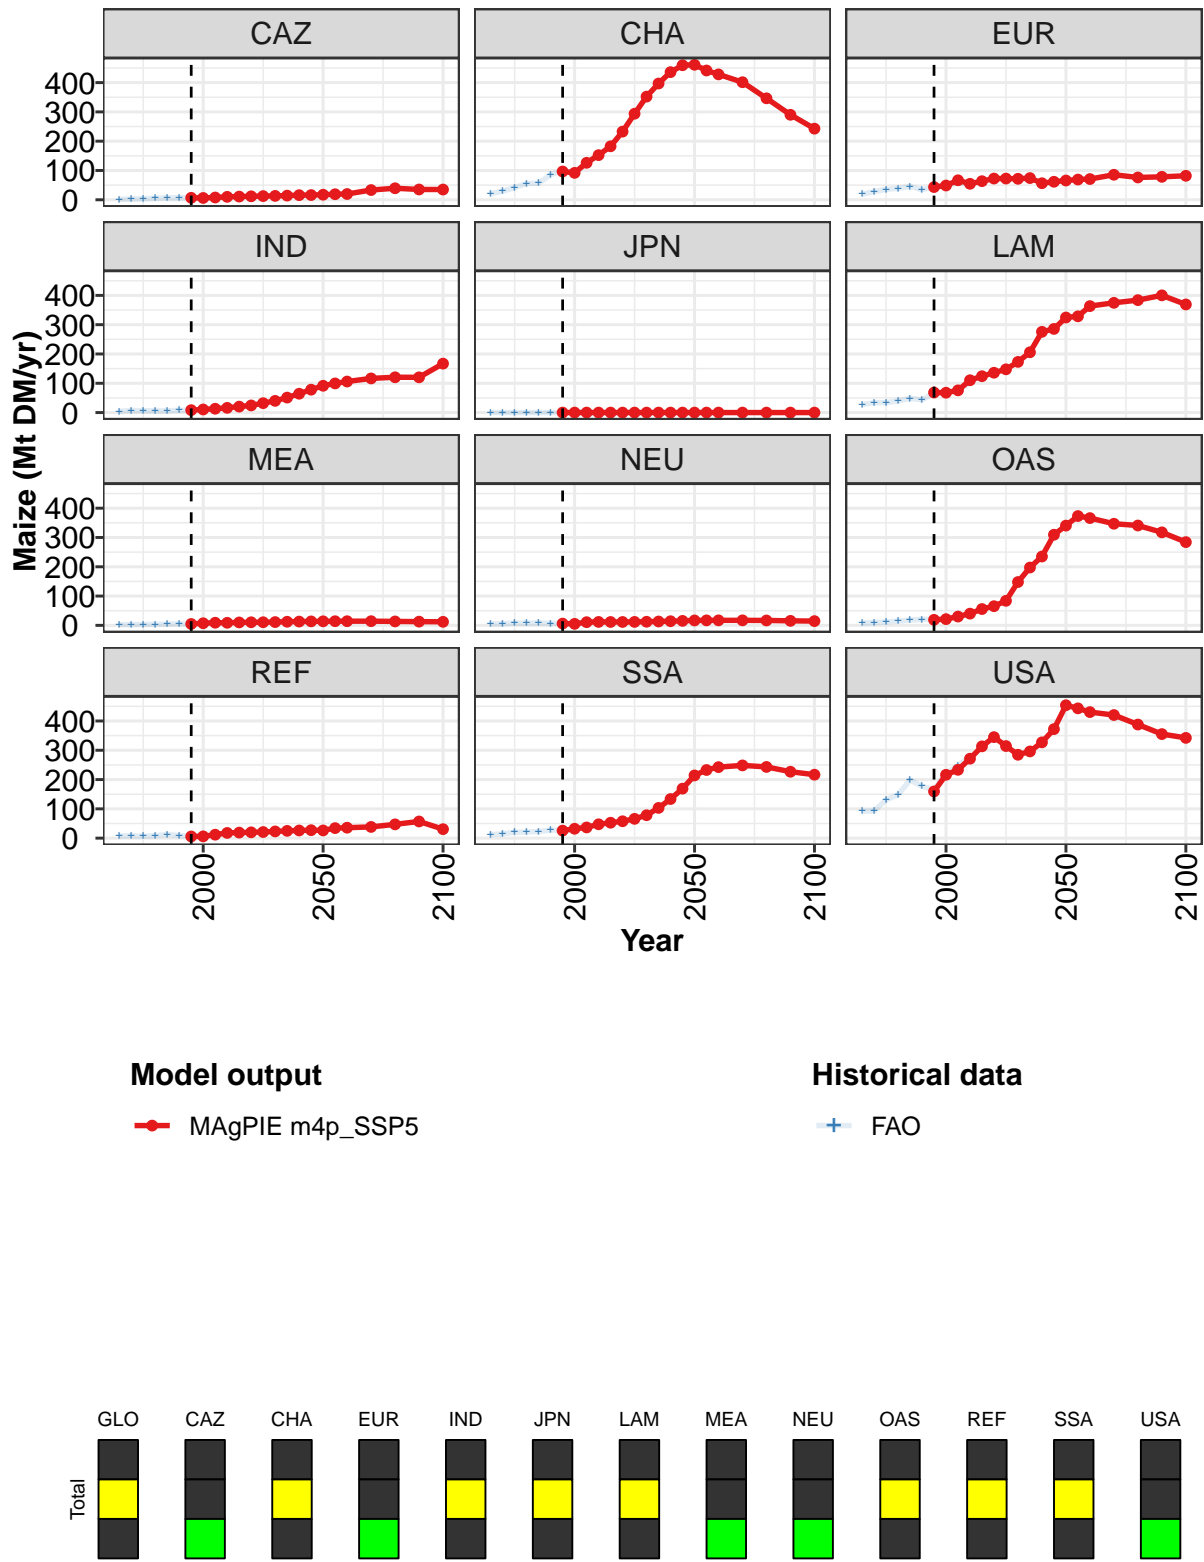 CAZ CHA EUR
400
300
200
100
0
IND JPN LAM
400
300
200
100
0
MEA NEU OAS
400
300
200
100
0
REF SSA USA
400
300
200
100
0
Maize (Mt DM/yr)
2000 2050 2100 2000 2050 2100 2000 2050 2100
Year
Model output Historical data
MAgPIE m4p_SSP5 FAO
GLO CAZ CHA EUR IND JPN LAM MEA NEU OAS REF SSA USA
Total